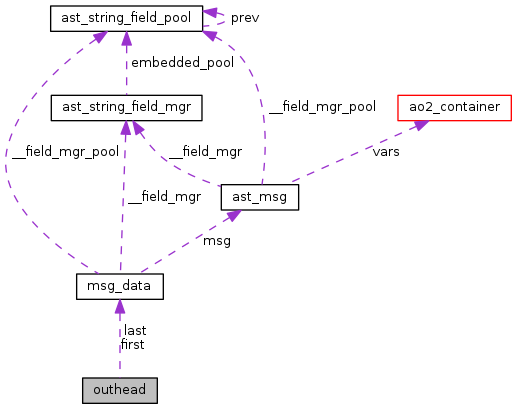 ast_string_field_pool
prev
embedded_pool
ast_string_field_mgr
__field_mgr_pool
ao2_container
__field_mgr_pool
__field_mgr
vars
__field_mgr
ast_msg
msg
msg_data
last
first
outhead